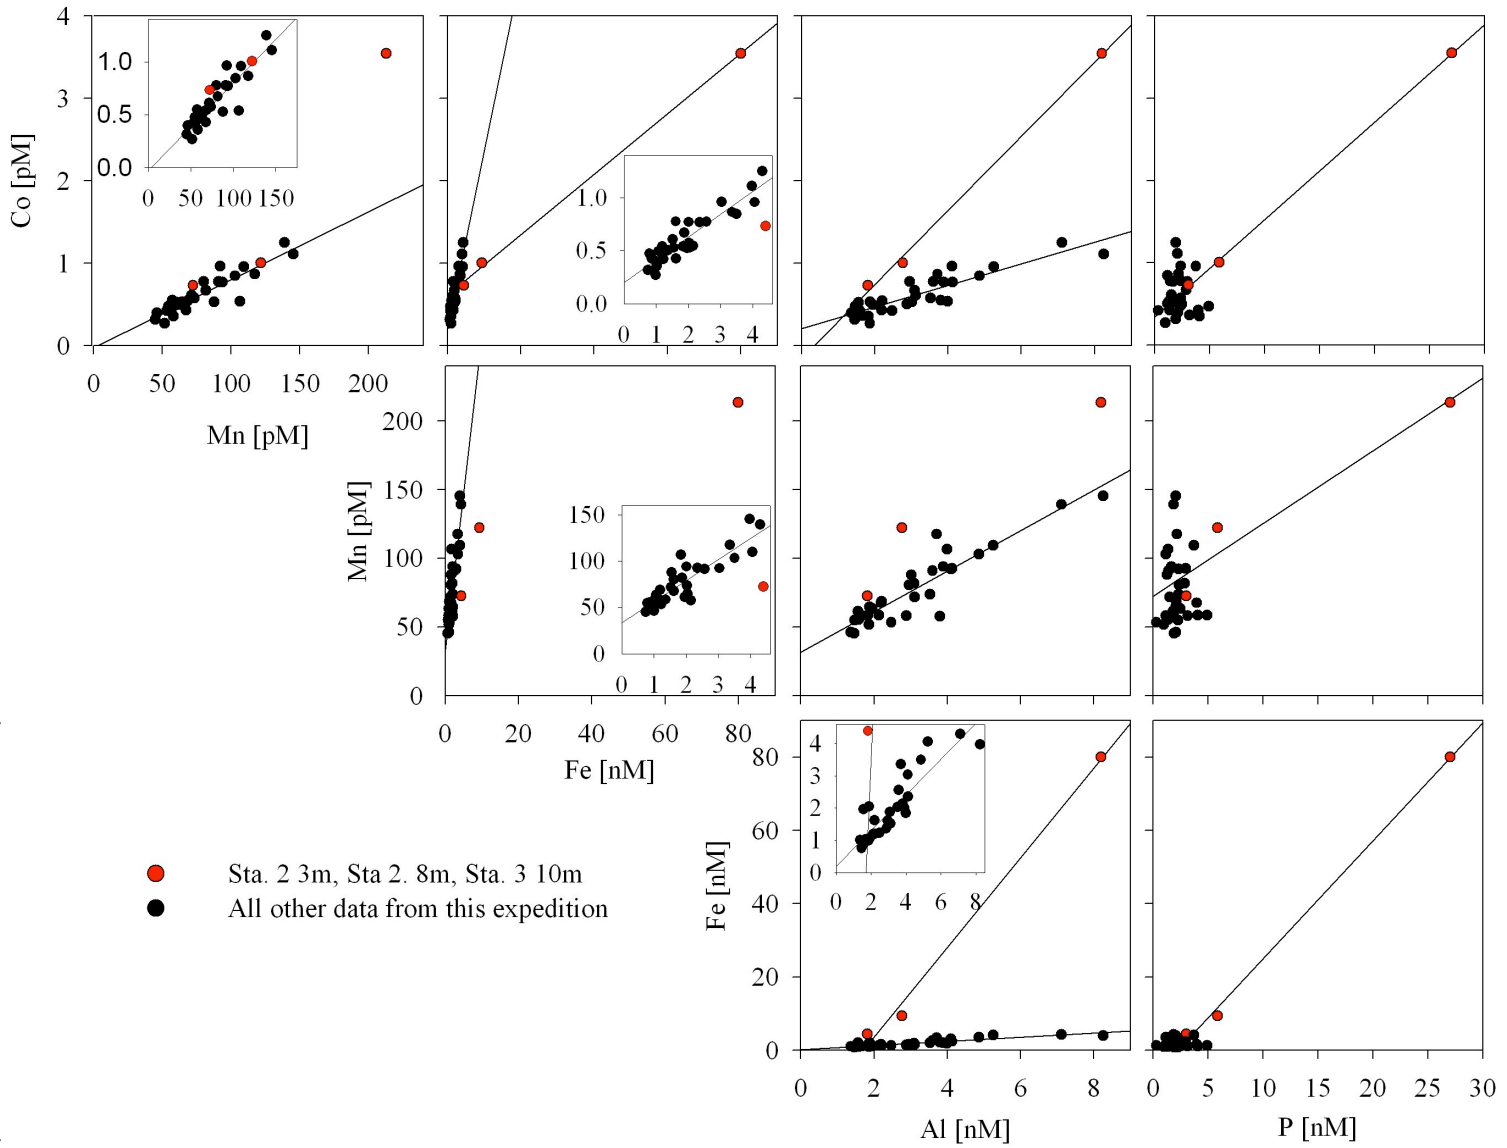 4
3
2
1
0
Co [pM]
1.0
0.5
0.0
0 50 100 150
0 50 100 150 200
Mn [pM]
1.0
0.5
0.0
0 1 2 3 4
200
150
100
50
0
Mn [pM]
150
100
50
0
0 1 2 3 4
0 20 40 60 80
Fe [nM]
80
60
40
20
0
Fe [nM]
4
3
2
1
0
0 2 4 6 8
0 2 4 6 8
Al [nM]
0 5 10 15 20 25 30
P [nM]
Sta. 2 3m, Sta 2. 8m, Sta. 3 10m
All other data from this expedition